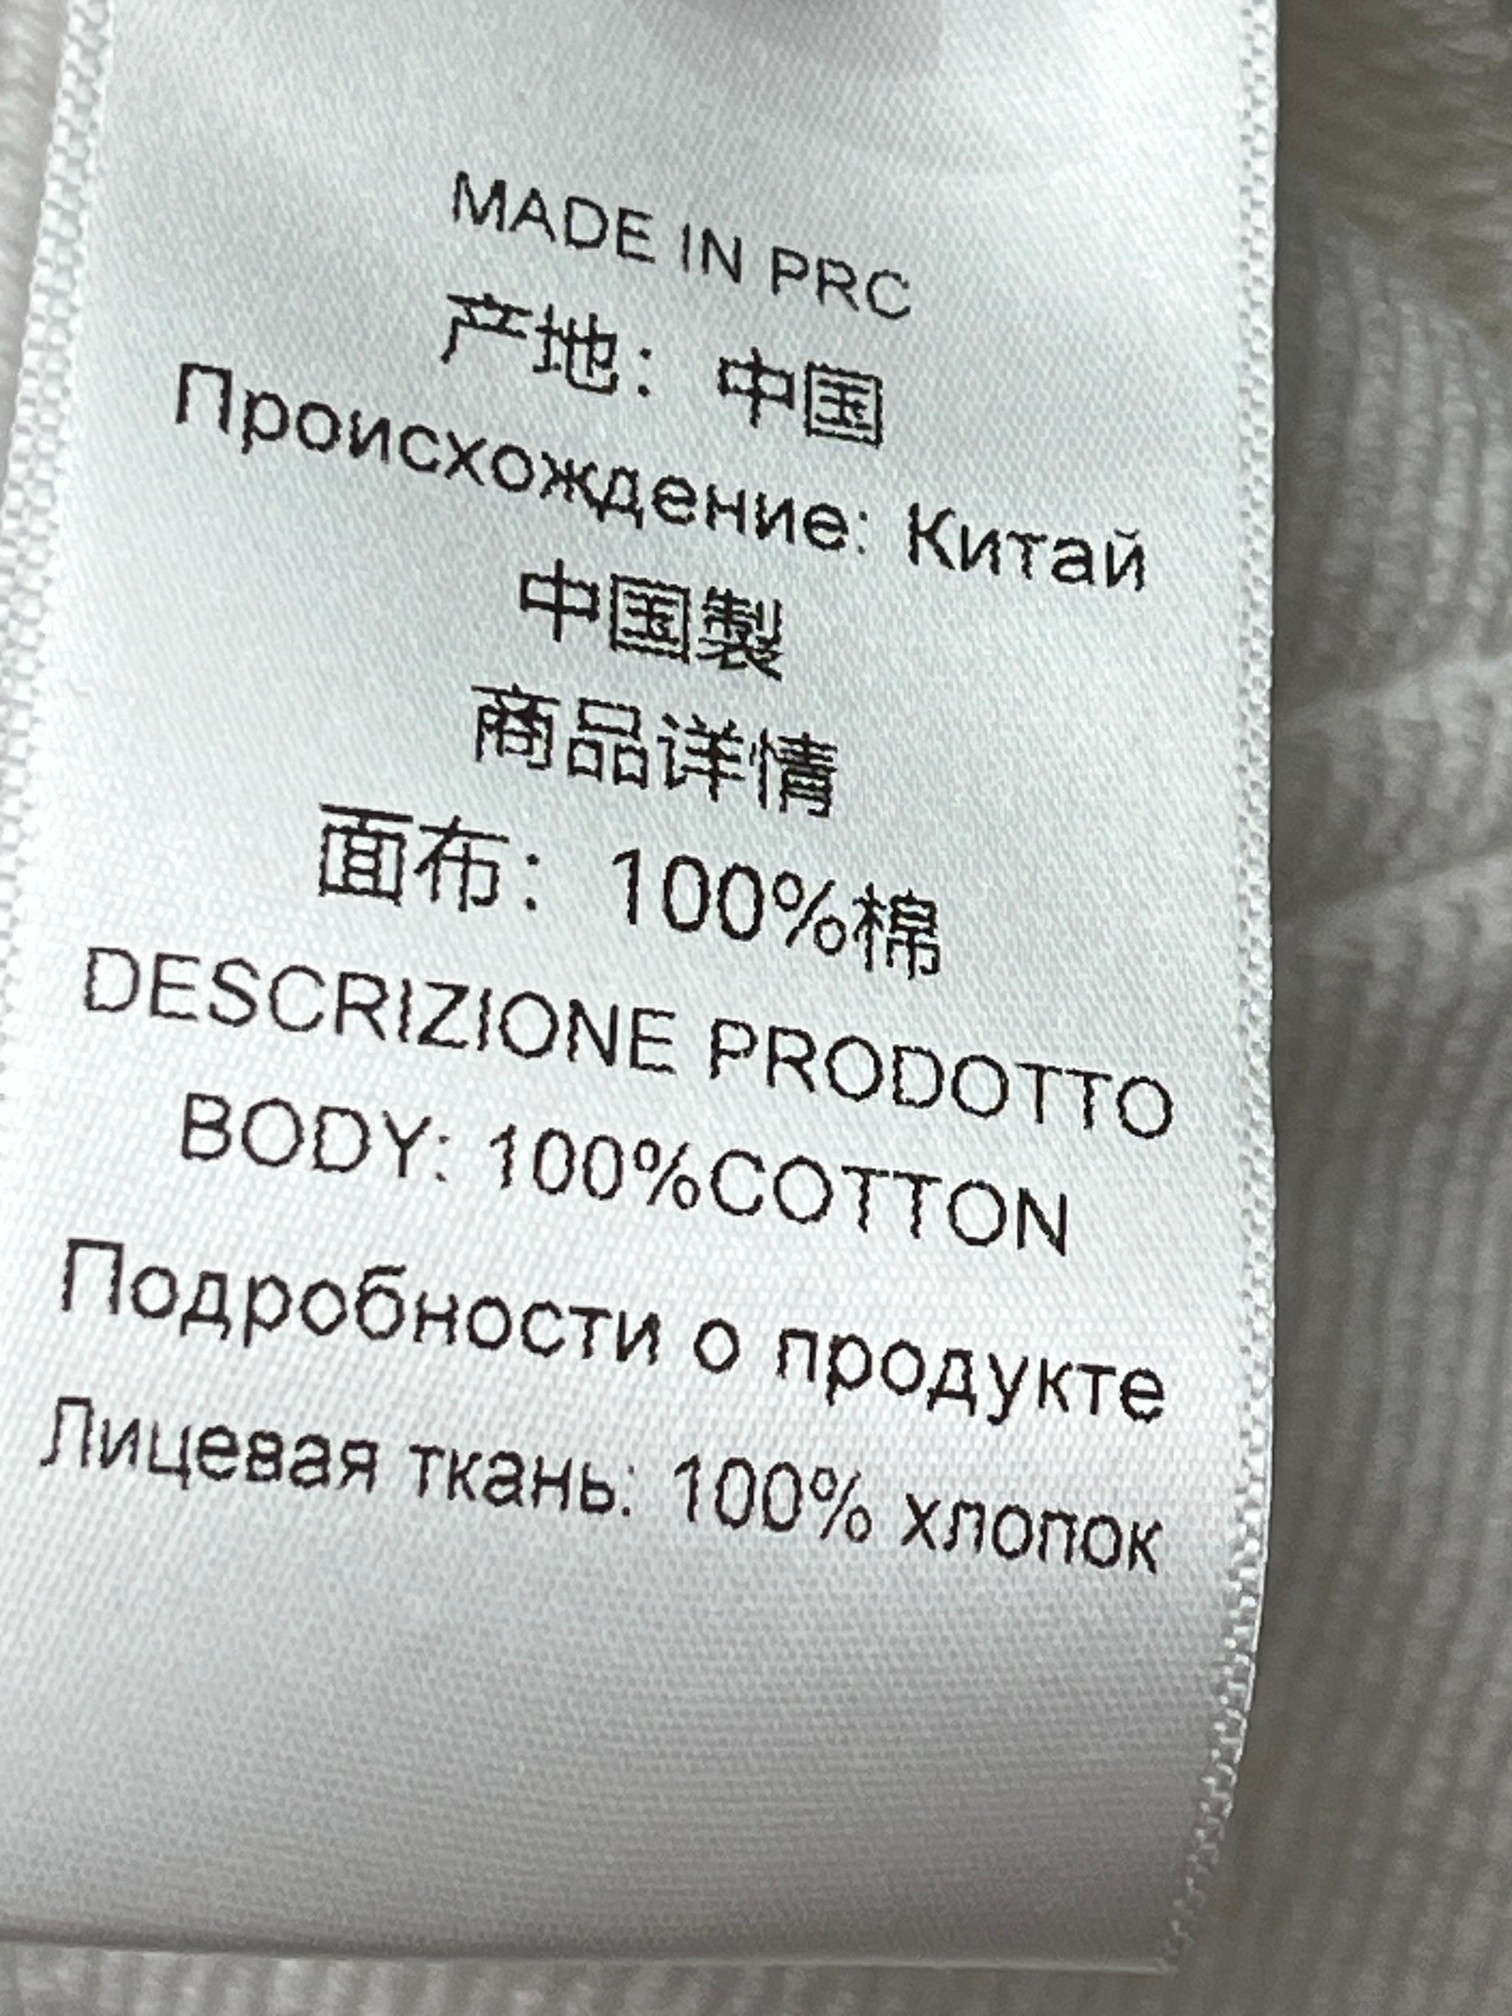 MADE IN PRC
产地：中国
Происхождение: Китай
中国製
商品详情
面布：100%棉
DESCRIZIONE PRODOTTO
BODY: 100%COTTON
Подробности о продукте
Лицевая ткань: 100% хлопок